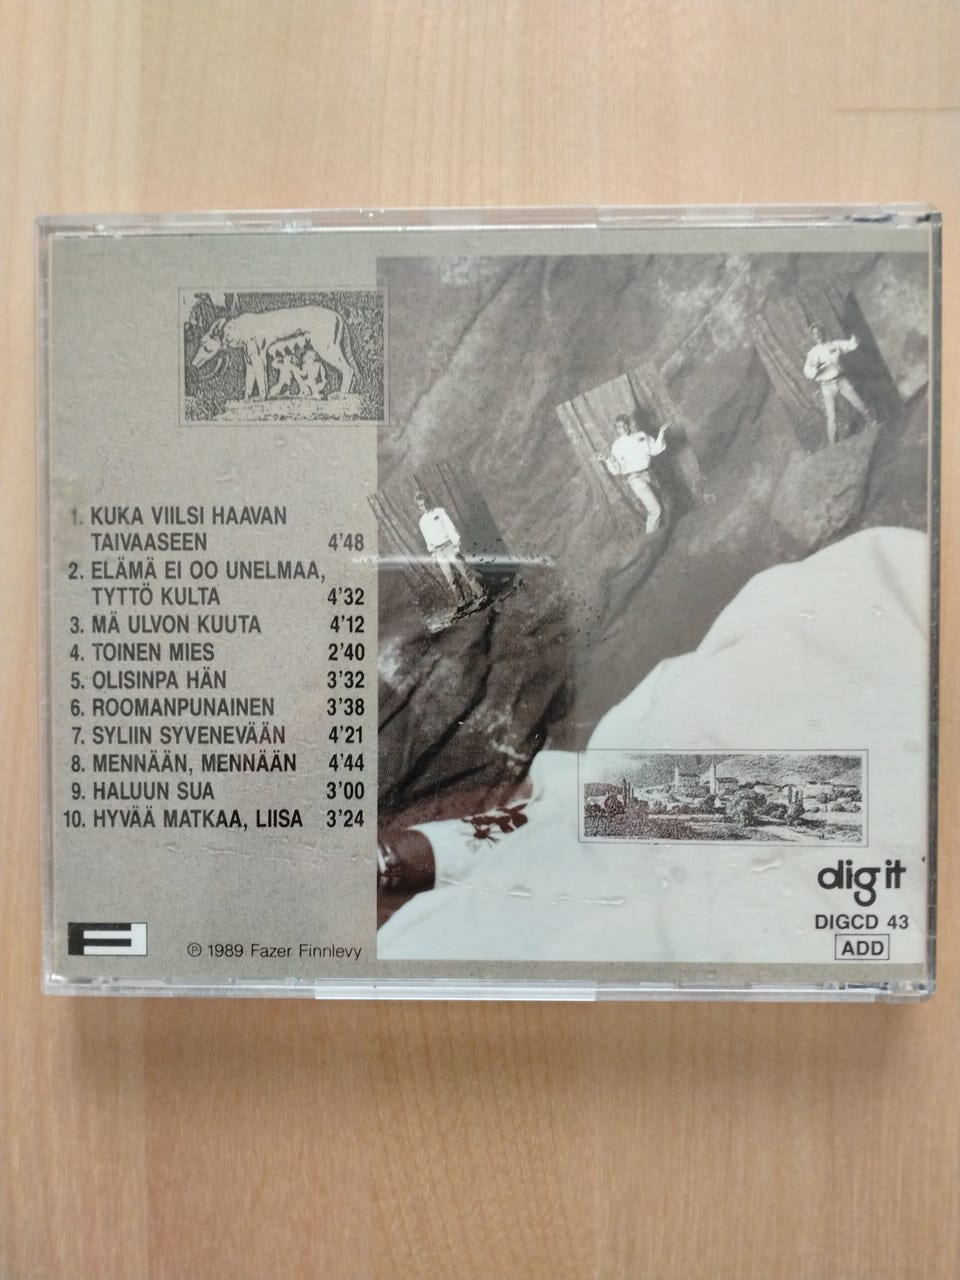 1. KUKA VIILSI HAAVAN
TAIVAASEEN 4'48
2. ELÄMÄ EI OO UNELMAA,
TYTTÖ KULTA 4'32
3. MÄ ULVON KUUTA 4'12
4. TOINEN MIES 2'40
5. OLISINPA HÄN 3'32
6. ROOMANPUNAINEN 3'38
7. SYLIIN SYVENEVÄÄN 4'21
8. MENNÄÄN, MENNÄÄN 4'44
9. HALUUN SUA 3'00
10. HYVÄÄ MATKAA, LIISA 3'24
℗ 1989 Fazer Finnlevy
dig it
DIGCD 43
ADD